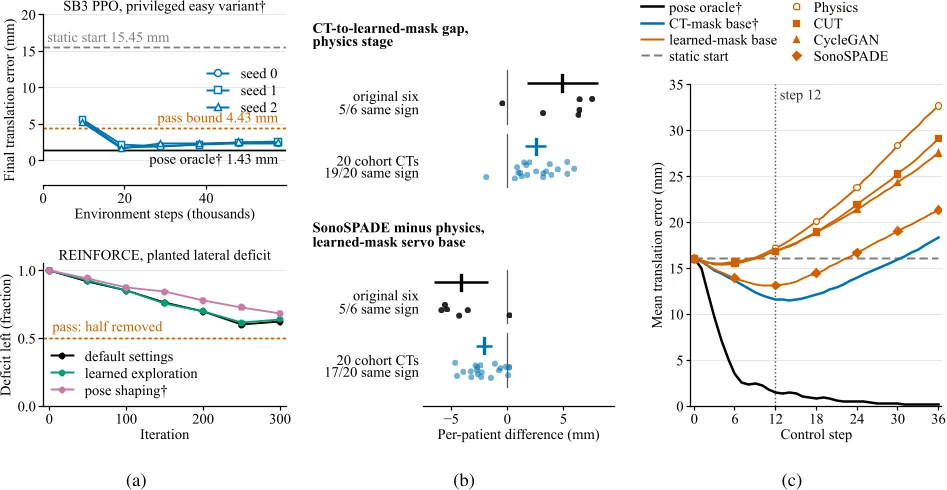 SB3 PPO, privileged easy variant†
Final translation error (mm)
20
15
10
5
0
static start 15.45 mm
seed 0
seed 1
seed 2
pass bound 4.43 mm
pose oracle† 1.43 mm
0
20
40
Environment steps (thousands)
REINFORCE, planted lateral deficit
Deficit left (fraction)
1.0
0.5
0.0
pass: half removed
default settings
learned exploration
pose shaping†
0
100
200
300
Iteration
(a)
CT-to-learned-mask gap,
physics stage
original six
5/6 same sign
20 cohort CTs
19/20 same sign
SonoSPADE minus physics,
learned-mask servo base
original six
5/6 same sign
20 cohort CTs
17/20 same sign
−5
0
5
Per-patient difference (mm)
(b)
pose oracle†
CT-mask base†
learned-mask base
static start
Physics
CUT
CycleGAN
SonoSPADE
Mean translation error (mm)
35
30
25
20
15
10
5
0
step 12
0
6
12
18
24
30
36
Control step
(c)